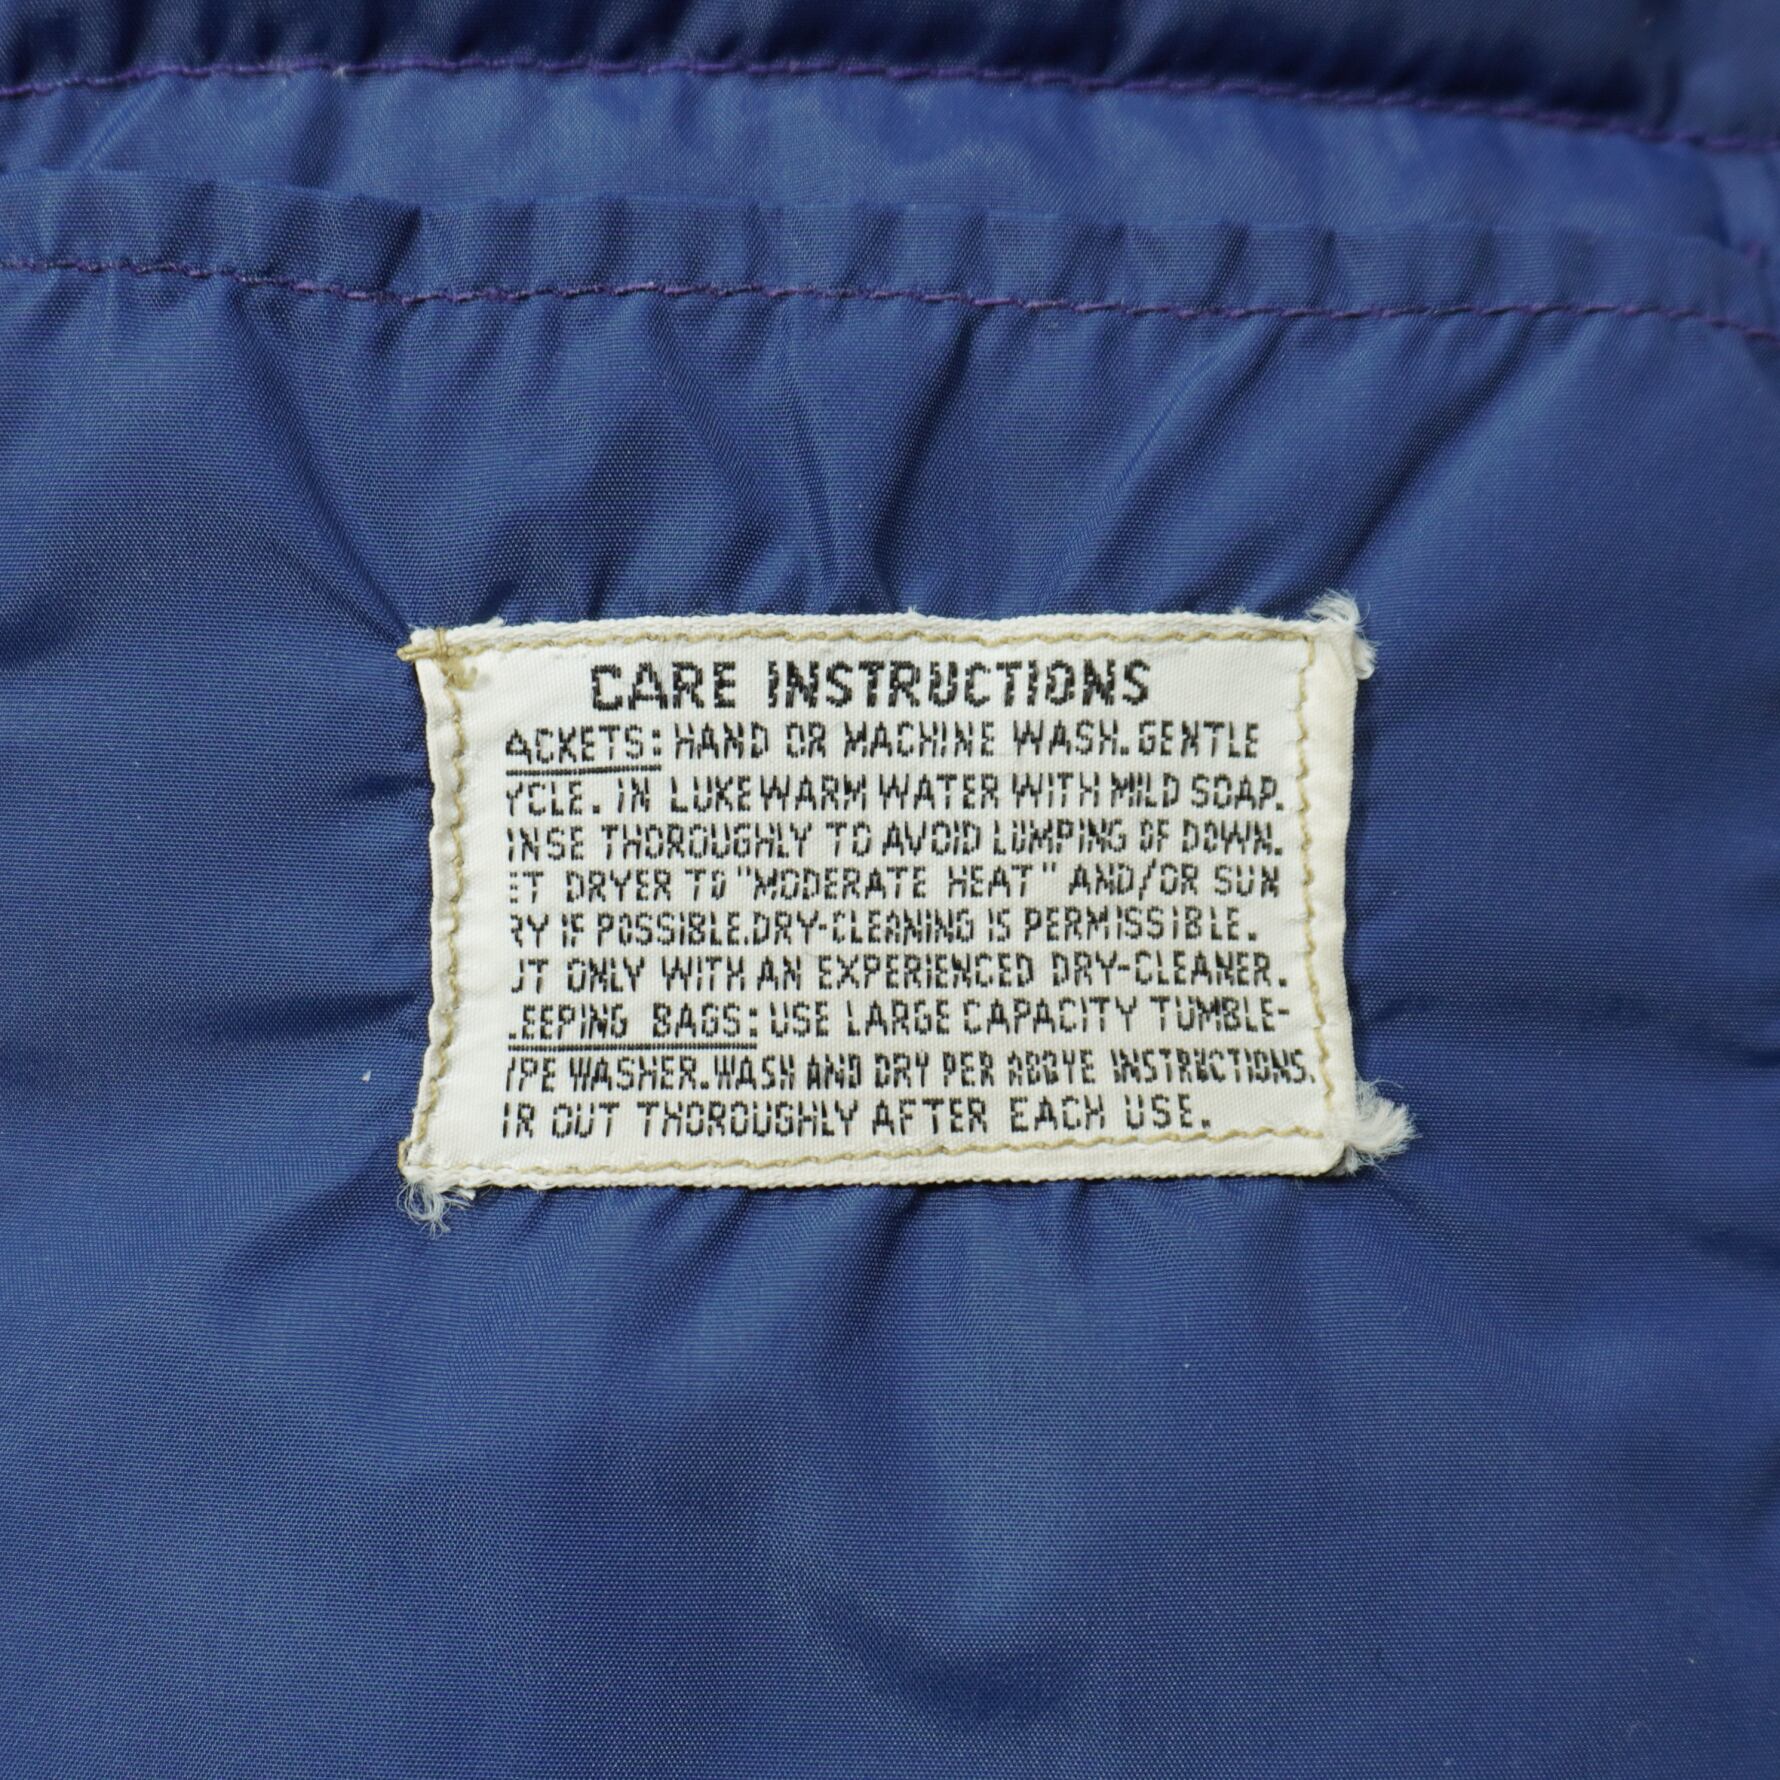 CARE INSTRUCTIONS
ACKETS: HAND OR MACHINE WASH. GENTLE
YCLE. IN LUKEWARM WATER WITH MILD SOAP.
INSE THOROUGHLY TO AVOID LUMPING OF DOWN.
ET DRYER TO "MODERATE HEAT" AND/OR SUN
RY IF POSSIBLE. DRY-CLEANING IS PERMISSIBLE.
UT ONLY WITH AN EXPERIENCED DRY-CLEANER.
LEEPING BAGS: USE LARGE CAPACITY TUMBLE-
YPE WASHER. WASH AND DRY PER ABOVE INSTRUCTIONS.
IR OUT THOROUGHLY AFTER EACH USE.